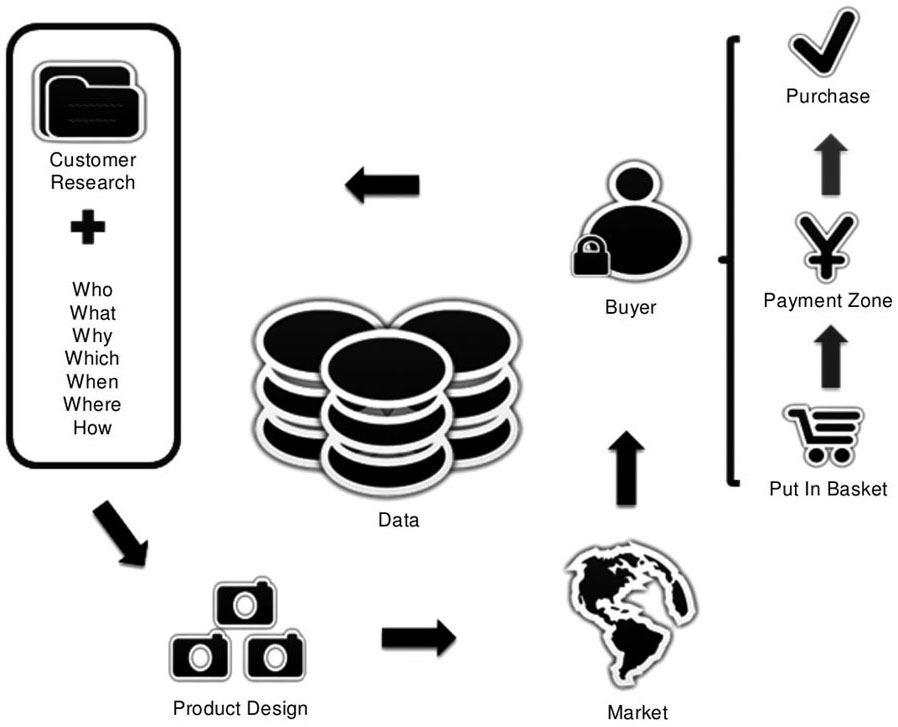 Customer
Research
Who
What
Why
Which
When
Where
How
Data
Product Design
Market
Buyer
Purchase
¥
Payment Zone
Put In Basket